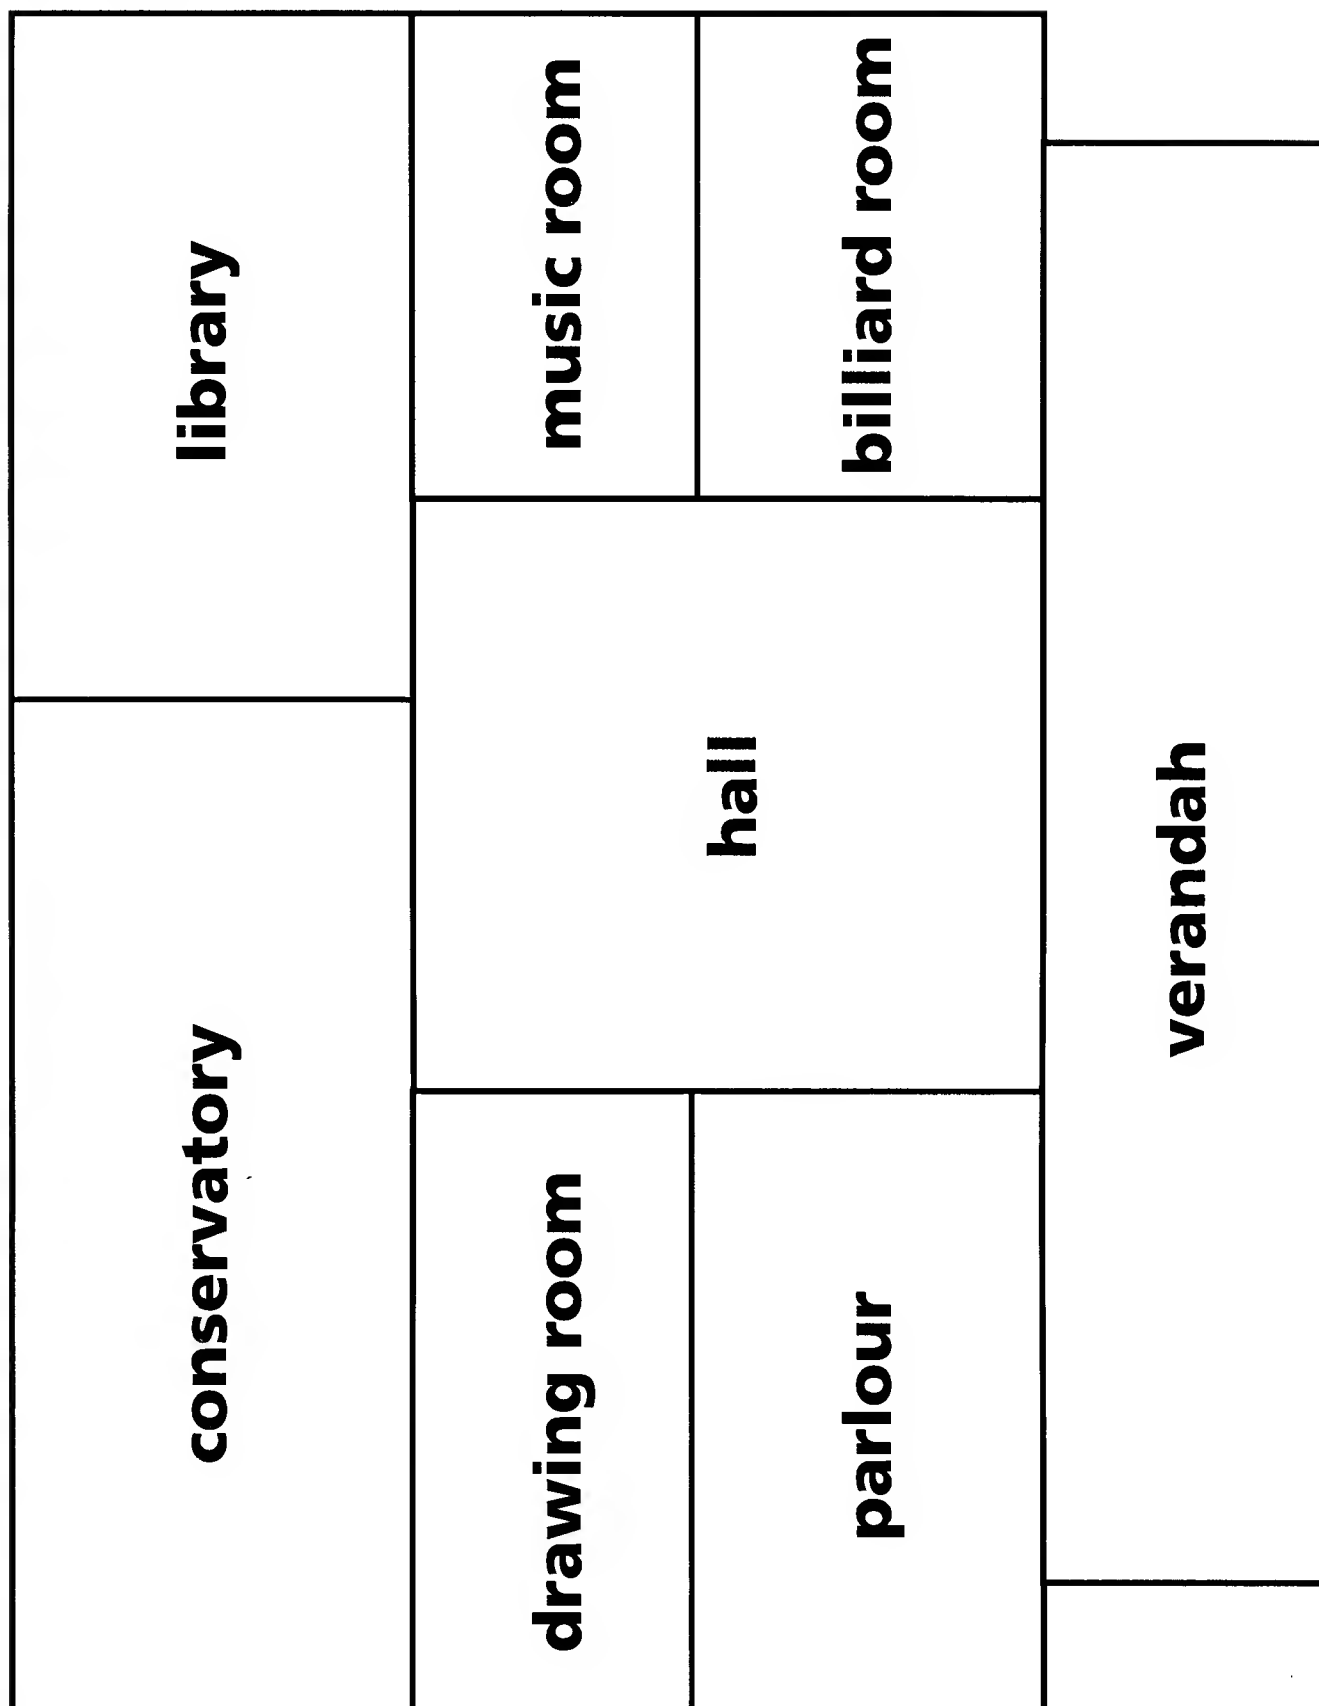 conservatory
library
drawing room
hall
music room
parlour
billiard room
verandah